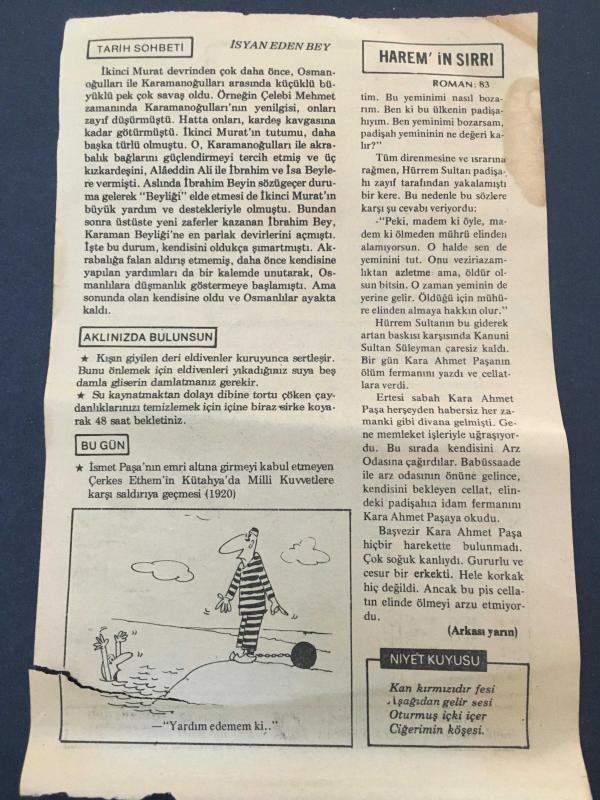 TARİH SOHBETİ
İSYAN EDEN BEY
İkinci Murat devrinden çok daha önce, Osman-
oğulları ile Karamanoğulları arasında küçüklü bü-
yüklü pek çok savaş oldu. Örneğin Çelebi Mehmet
zamanında Karamanoğulları'nın yenilgisi, onları
zayıf düşürmüştü. Hatta onları, kardeş kavgasına
kadar götürmüştü. İkinci Murat'ın tutumu, daha
başka türlü olmuştu. O, Karamanoğulları ile akra-
balık bağlarını güçlendirmeyi tercih etmiş ve üç
kızkardeşini, Alâeddin Ali ile İbrahim ve İsa Beyle-
re vermişti. Aslında İbrahim Beyin sözügeçer duru-
ma gelerek "Beyliği" elde etmesi de İkinci Murat'ın
büyük yardım ve destekleriyle olmuştu. Bundan
sonra üstüste yeni zaferler kazanan İbrahim Bey,
Karaman Beyliği'ne en parlak devirlerini açmıştı.
İşte bu durum, kendisini oldukça şımartmıştı. Ak-
rabalığa falan aldırış etmemiş, daha önce kendisine
yapılan yardımları da bir kalemde unutarak, Os-
manlılara düşmanlık göstermeye başlamıştı. Ama
sonunda olan kendisine oldu ve Osmanlılar ayakta
kaldı.
AKLINIZDA BULUNSUN
★ Kışın giyilen deri eldivenler kuruyunca sertleşir.
Bunu önlemek için eldivenleri yıkadığınız suya beş
damla gliserin damlatmanız gerekir.
★ Su kaynatmaktan dolayı dibine tortu çöken çay-
danlıklarınızı temizlemek için içine biraz sirke koya-
rak 48 saat bekletiniz.
BU GÜN
★ İsmet Paşa'nın emri altına girmeyi kabul etmeyen
Çerkes Ethem'in Kütahya'da Milli Kuvvetlere
karşı saldırıya geçmesi (1920)
—"Yardım edemem ki.."
HAREM' İN SIRRI
ROMAN: 83
tim. Bu yeminimi nasıl boza-
rım. Ben ki bu ülkenin padişa-
hıyım. Ben yeminimi bozarsam,
padişah yemininin ne değeri ka-
lır?"
Tüm direnmesine ve ısrarına
rağmen, Hürrem Sultan padişa-
hı zayıf tarafından yakalamıştı
bir kere. Bu nedenle bu sözlere
karşı şu cevabı veriyordu:
-"Peki, madem ki öyle, ma-
dem ki ölmeden mührü elinden
alamıyorsun. O halde sen de
yeminini tut. Onu veziriazam-
lıktan azletme ama, öldür ol-
sun bitsin. O zaman yeminin de
yerine gelir. Öldüğü için mühü-
re elinden almaya hakkın olur."
Hürrem Sultanın bu giderek
artan baskısı karşısında Kanuni
Sultan Süleyman çaresiz kaldı.
Bir gün Kara Ahmet Paşanın
ölüm fermanını yazdı ve cellat-
lara verdi.
Ertesi sabah Kara Ahmet
Paşa herşeyden habersiz her za-
manki gibi divana gelmişti. Ge-
ne memleket işleriyle uğraşıyor-
du. Bu sırada kendisini Arz
Odasına çağırdılar. Babüssaade
ile arz odasının önüne gelince,
kendisini bekleyen cellat, elin-
deki padişahın idam fermanını
Kara Ahmet Paşaya okudu.
Başvezir Kara Ahmet Paşa
hiçbir harekette bulunmadı.
Çok soğuk kanlıydı. Gururlu ve
cesur bir erkekti. Hele korkak
hiç değildi. Ancak bu pis cella-
tın elinde ölmeyi arzu etmiyor-
du.
(Arkası yarın)
NİYET KUYUSU
Kan kırmızıdır fesi
Aşağıdan gelir sesi
Oturmuş içki içer
Ciğerimin köşesi.